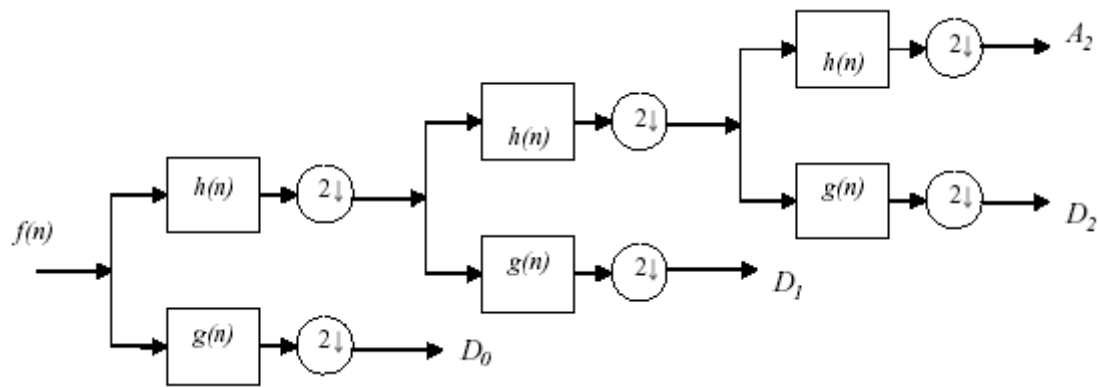 h(n)
2↓
A₂
h(n)
2↓
g(n)
2↓
D₂
h(n)
2↓
f(n)
g(n)
2↓
D₁
g(n)
2↓
D₀